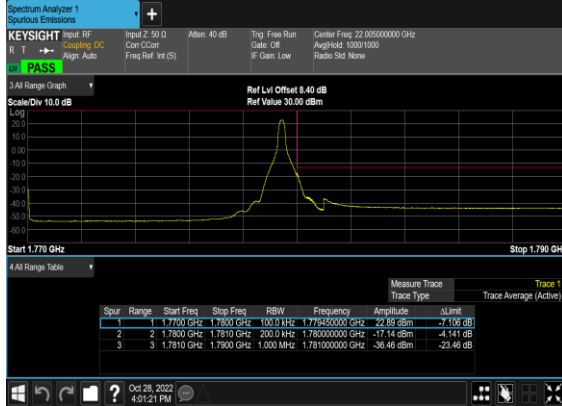 Spectrum Analyzer 1
Spurious Emissions
+
KEYSIGHT Input: RF Input Z: 50 Ω Atten: 40 dB Trig: Free Run Center Freq: 22.005000000 GHz
R T Coupling: DC Corr CCorr Gate: Off Avg|Hold: 1000/1000
Align: Auto Freq Ref: Int (S) IF Gain: Low Radio Std: None
PASS
3 All Range Graph
Ref Lvl Offset 8.40 dB
Scale/Div 10.0 dB Ref Value 30.00 dBm
Log
20.0
10.0
0.00
-10.0
-20.0
-30.0
-40.0
-50.0
-60.0
Start 1.770 GHz Stop 1.790 GH
4 All Range Table
Measure Trace Trace 1
Trace Type Trace Average (Active)
Spur Range Start Freq Stop Freq RBW Frequency Amplitude ΔLimit
1 1 1.7700 GHz 1.7800 GHz 100.0 kHz 1.779450000 GHz 22.89 dBm -7.106 dB
2 2 1.7800 GHz 1.7810 GHz 200.0 kHz 1.780000000 GHz -17.14 dBm -4.141 dB
3 3 1.7810 GHz 1.7900 GHz 1.000 MHz 1.781000000 GHz -36.46 dBm -23.46 dB
? Oct 28, 2022
4:01:21 PM